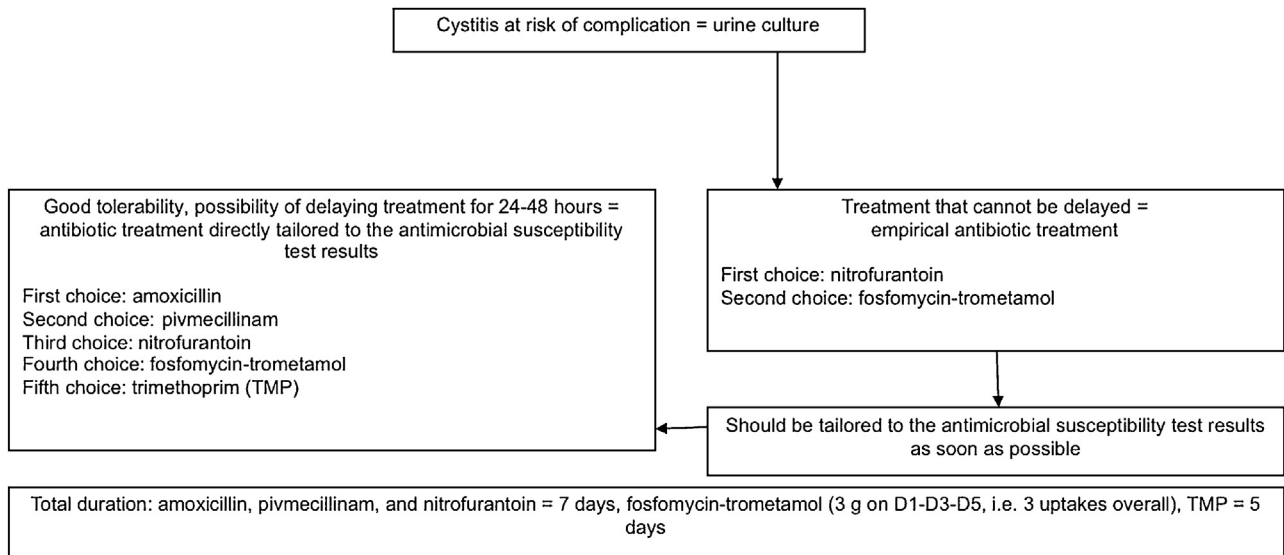 Cystitis at risk of complication = urine culture
Good tolerability, possibility of delaying treatment for 24-48 hours =
antibiotic treatment directly tailored to the antimicrobial susceptibility
test results
First choice: amoxicillin
Second choice: pivmecillinam
Third choice: nitrofurantoin
Fourth choice: fosfomycin-trometamol
Fifth choice: trimethoprim (TMP)
Treatment that cannot be delayed =
empirical antibiotic treatment
First choice: nitrofurantoin
Second choice: fosfomycin-trometamol
Should be tailored to the antimicrobial susceptibility test results
as soon as possible
Total duration: amoxicillin, pivmecillinam, and nitrofurantoin = 7 days, fosfomycin-trometamol (3 g on D1-D3-D5, i.e. 3 uptakes overall), TMP = 5
days